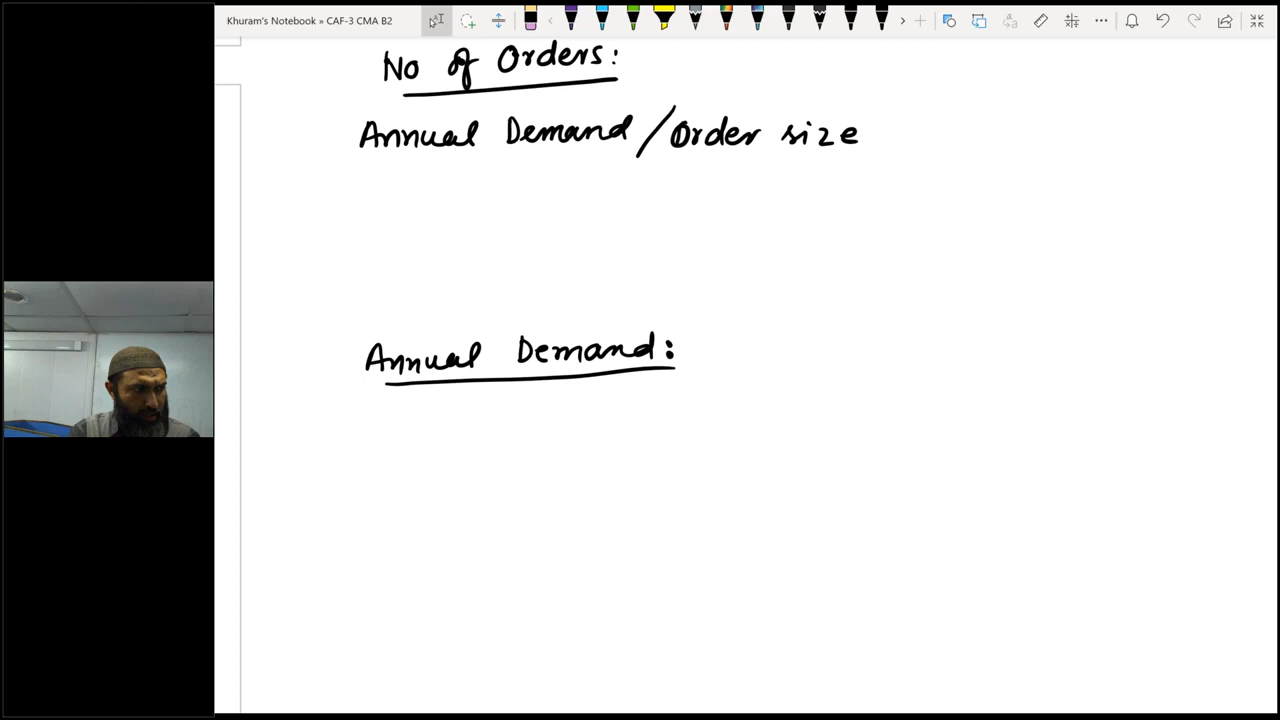 Khuram's Notebook » CAF-3 CMA B2
No of Orders:
Annual Demand/Order size
Annual Demand: